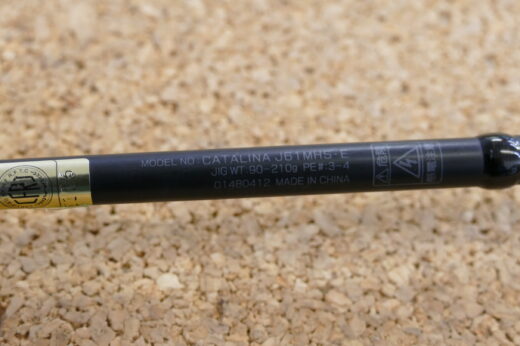 MODEL NO: CATALINA J61MHS・E
JIG WT: 90-210g PE#:3-4
01480412 MADE IN CHINA